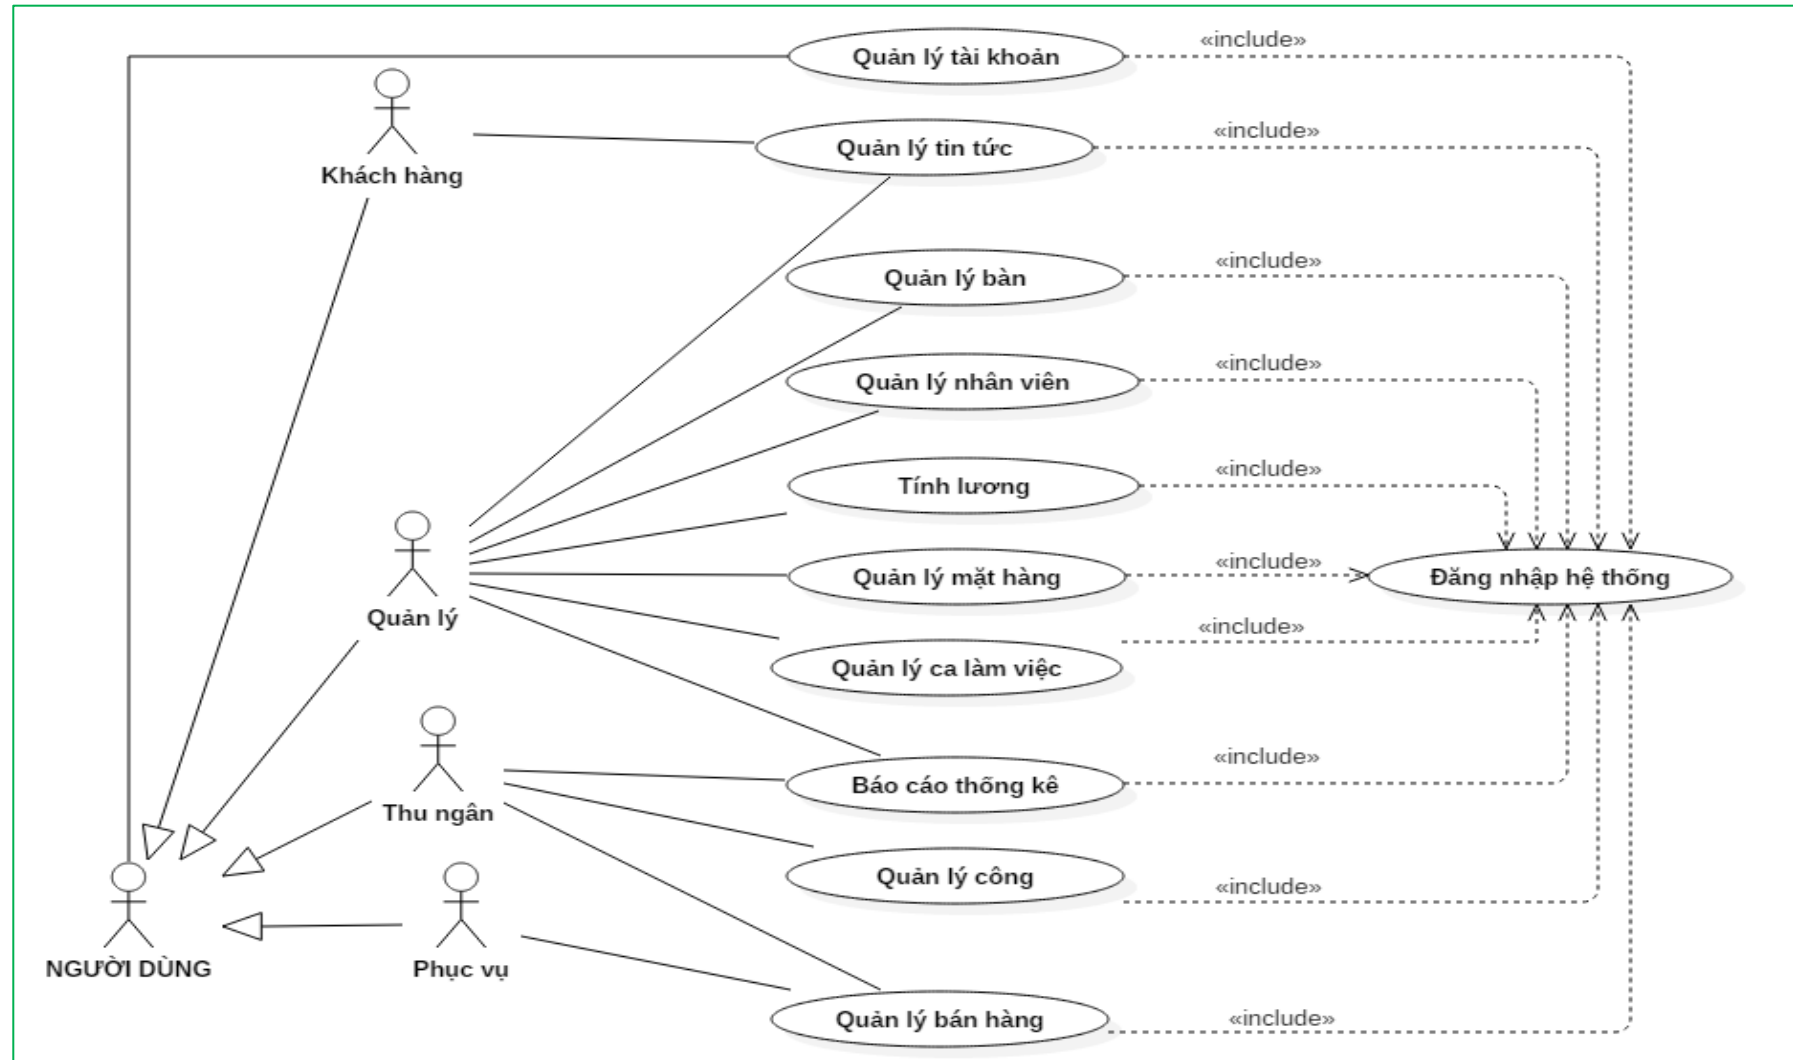 Quản lý tài khoản
«include»
Khách hàng
Quản lý tin tức
«include»
Quản lý bàn
«include»
Quản lý nhân viên
«include»
Tính lương
«include»
Quản lý
Quản lý mặt hàng
«include»
Đăng nhập hệ thống
Quản lý ca làm việc
«include»
Thu ngân
Báo cáo thống kê
«include»
Quản lý công
«include»
NGƯỜI DÙNG
Phục vụ
Quản lý bán hàng
«include»